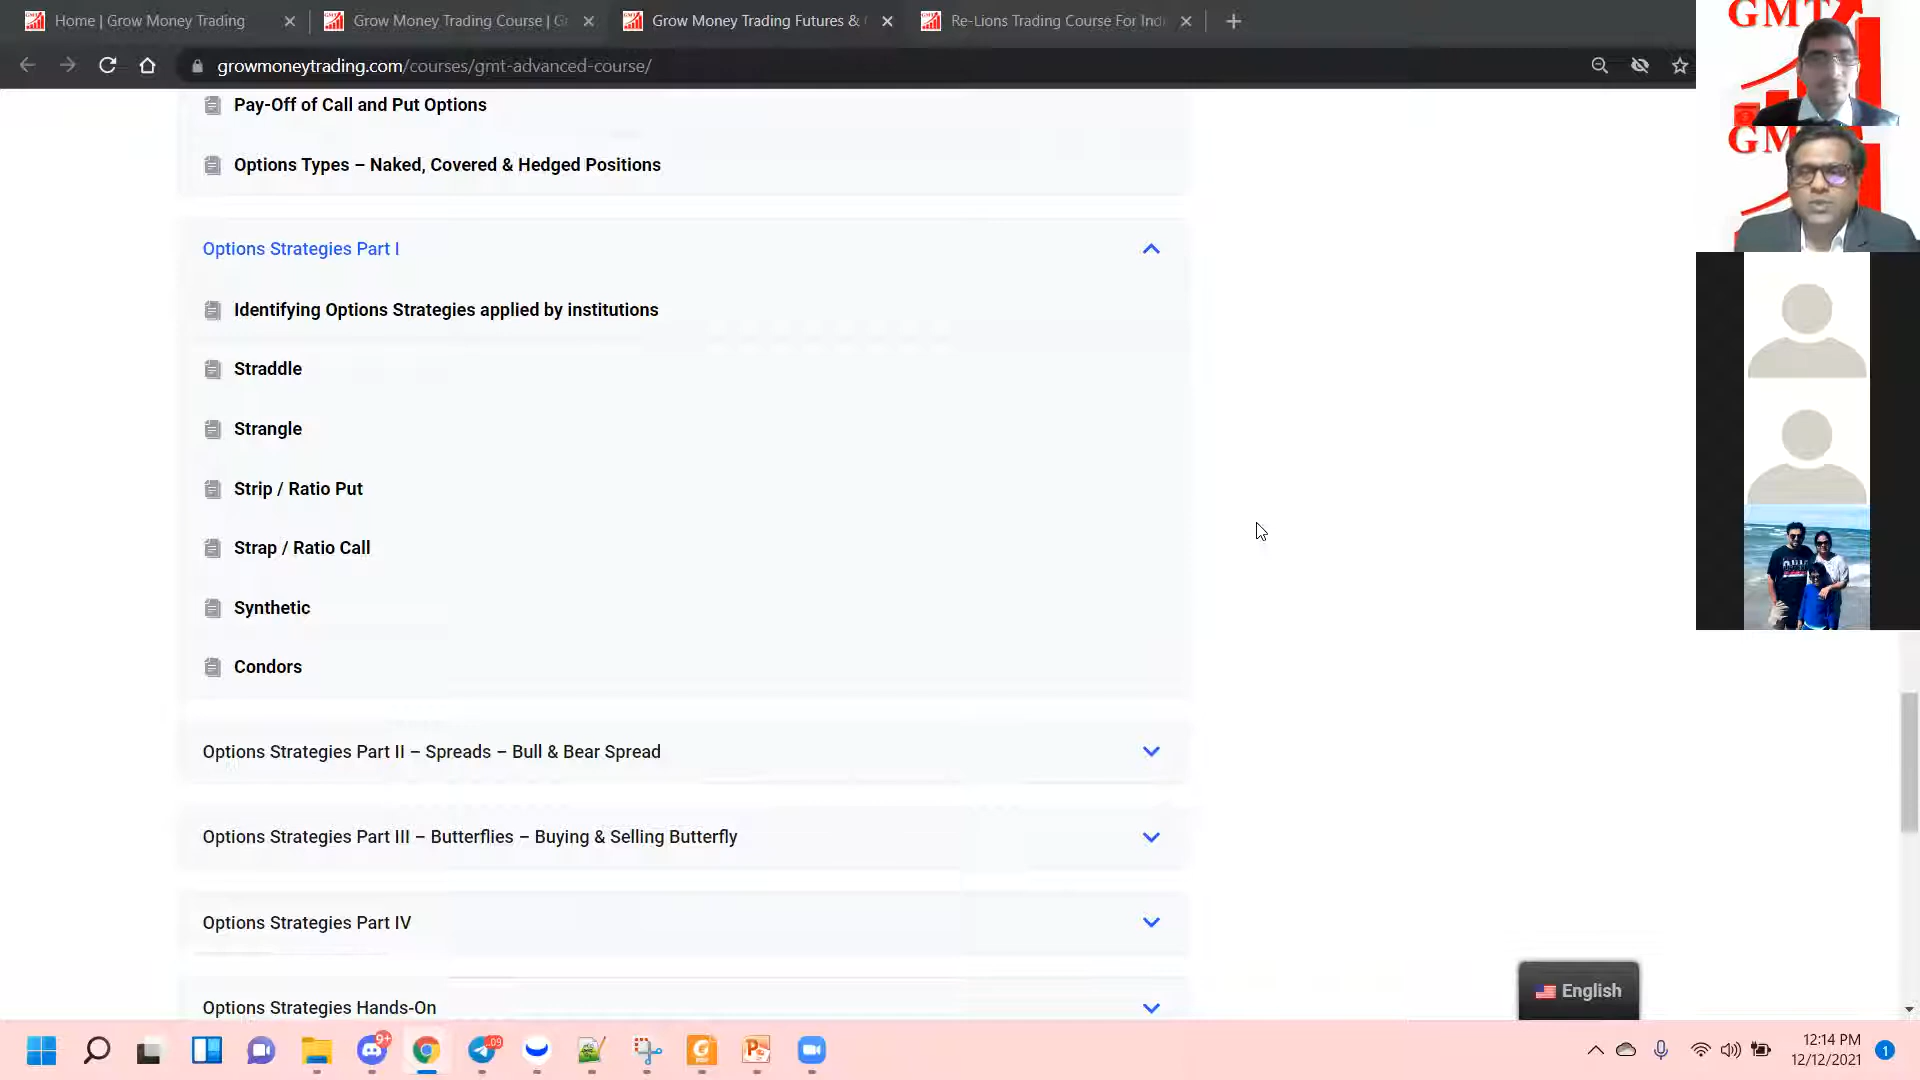 Home | Grow Money Trading
Grow Money Trading Course | G
Grow Money Trading Futures &
Re-Lions Trading Course For Ind
growmoneytrading.com/courses/gmt-advanced-course/
GMT
Pay-Off of Call and Put Options
Options Types – Naked, Covered & Hedged Positions
Options Strategies Part I
Identifying Options Strategies applied by institutions
Straddle
Strangle
Strip / Ratio Put
Strap / Ratio Call
Synthetic
Condors
Options Strategies Part II – Spreads – Bull & Bear Spread
Options Strategies Part III – Butterflies – Buying & Selling Butterfly
Options Strategies Part IV
Options Strategies Hands-On
English
9+
12:14 PM
12/12/2021
1